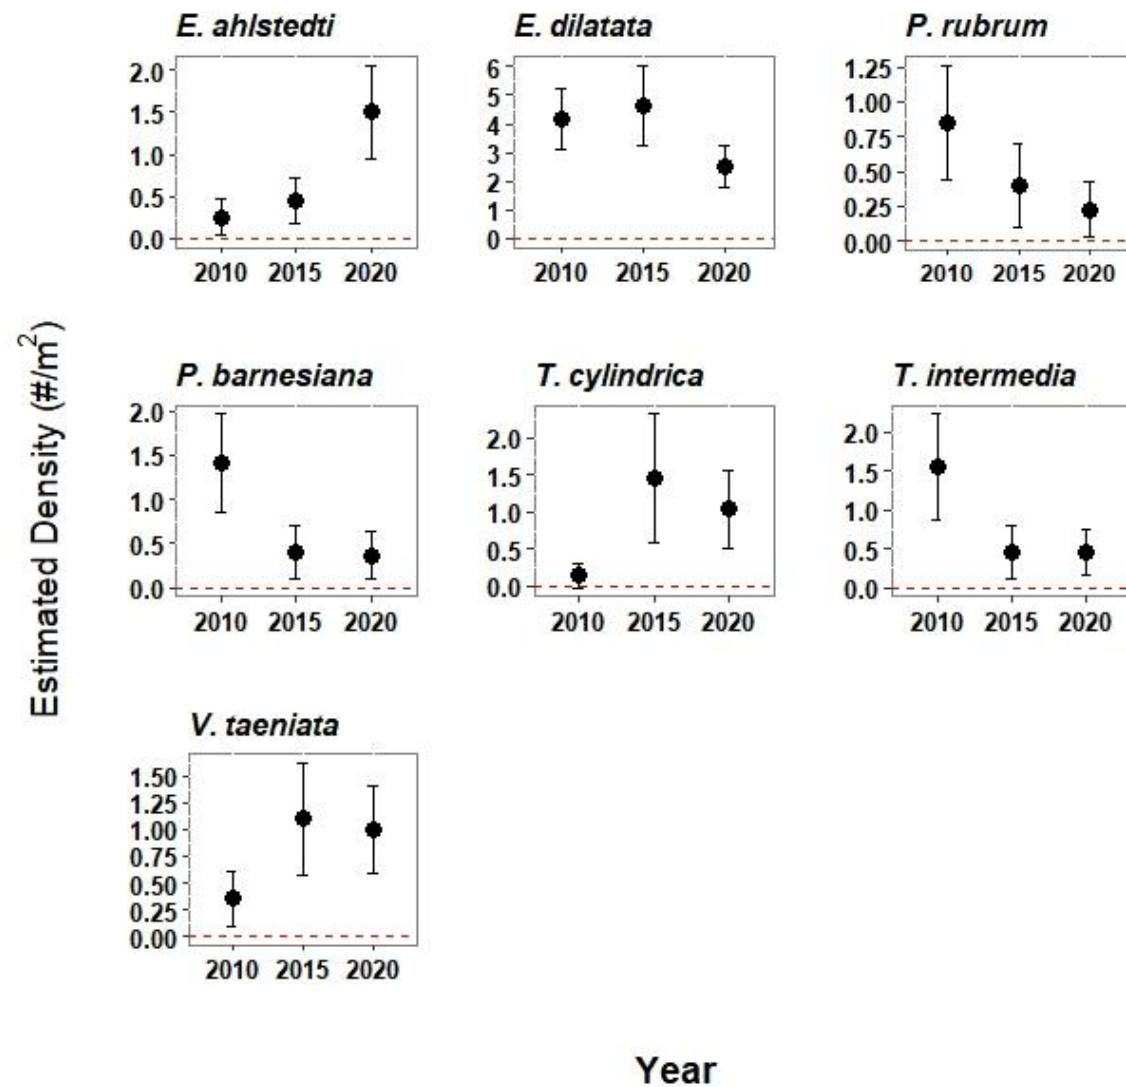 E. ahlstedti
E. dilatata
P. rubrum
2.0
1.5
1.0
0.5
0.0
2010 2015 2020
6
5
4
3
2
1
0
2010 2015 2020
1.25
1.00
0.75
0.50
0.25
0.00
2010 2015 2020
Estimated Density (#/m²)
P. barnesiana
T. cylindrica
T. intermedia
2.0
1.5
1.0
0.5
0.0
2010 2015 2020
2.0
1.5
1.0
0.5
0.0
2010 2015 2020
2.0
1.5
1.0
0.5
0.0
2010 2015 2020
V. taeniata
1.50
1.25
1.00
0.75
0.50
0.25
0.00
2010 2015 2020
Year